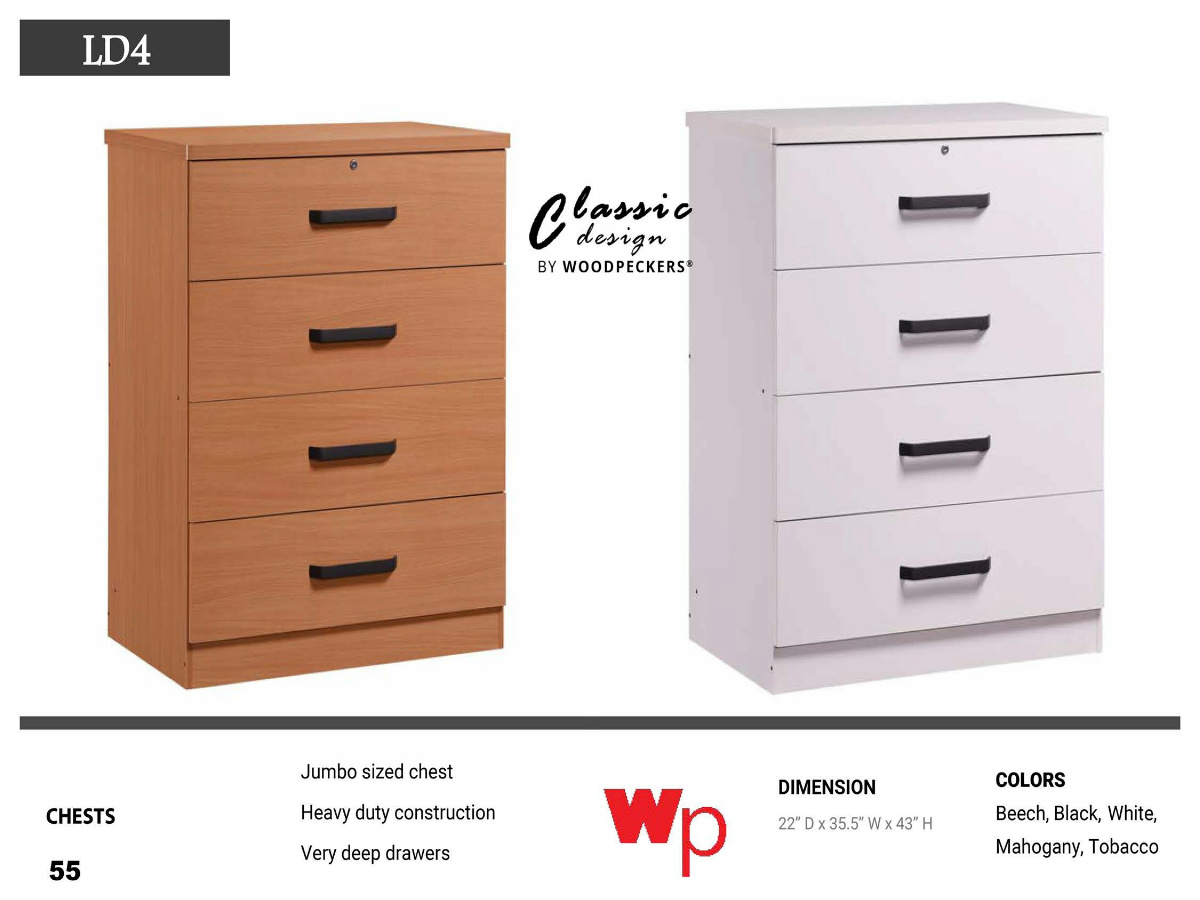 LD4
Classic
design
BY WOODPECKERS®
Jumbo sized chest
Heavy duty construction
Very deep drawers
CHESTS
55
wp
DIMENSION
22” D x 35.5” W x 43” H
COLORS
Beech, Black, White,
Mahogany, Tobacco